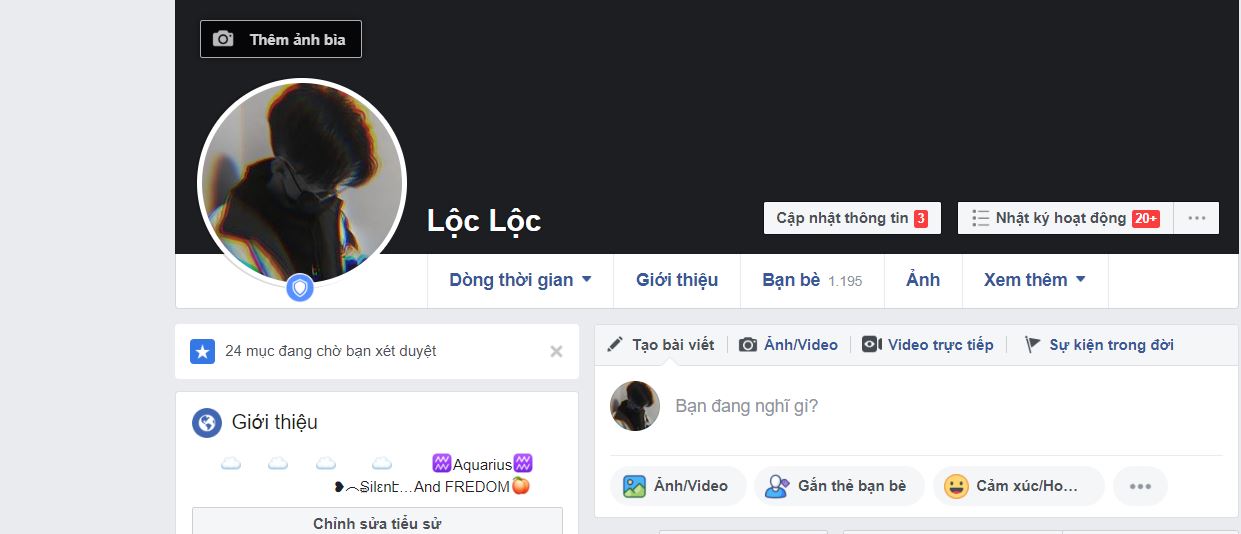 Thêm ảnh bìa
Lộc Lộc
Cập nhật thông tin 3
Nhật ký hoạt động 20+
Dòng thời gian
Giới thiệu
Bạn bè 1.195
Ảnh
Xem thêm
24 mục đang chờ bạn xét duyệt
Giới thiệu
♒Aquarius♒
❥︵Silεnt…And FREDOM🍑
Chỉnh sửa tiểu sử
Tạo bài viết
Ảnh/Video
Video trực tiếp
Sự kiện trong đời
Bạn đang nghĩ gì?
Ảnh/Video
Gắn thẻ bạn bè
Cảm xúc/Ho...